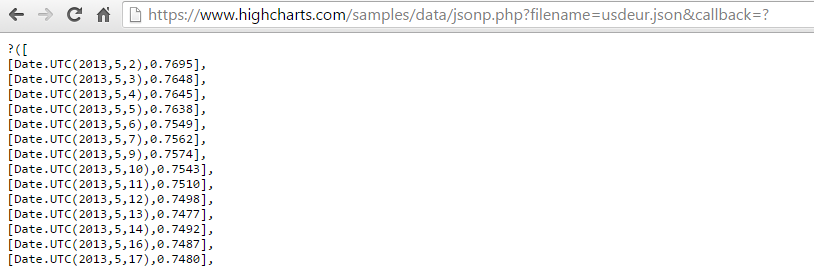 https://www.highcharts.com/samples/data/jsonp.php?filename=usdeur.json&callback=?
?([
[Date.UTC(2013,5,2),0.7695],
[Date.UTC(2013,5,3),0.7648],
[Date.UTC(2013,5,4),0.7645],
[Date.UTC(2013,5,5),0.7638],
[Date.UTC(2013,5,6),0.7549],
[Date.UTC(2013,5,7),0.7562],
[Date.UTC(2013,5,9),0.7574],
[Date.UTC(2013,5,10),0.7543],
[Date.UTC(2013,5,11),0.7510],
[Date.UTC(2013,5,12),0.7498],
[Date.UTC(2013,5,13),0.7477],
[Date.UTC(2013,5,14),0.7492],
[Date.UTC(2013,5,16),0.7487],
[Date.UTC(2013,5,17),0.7480],